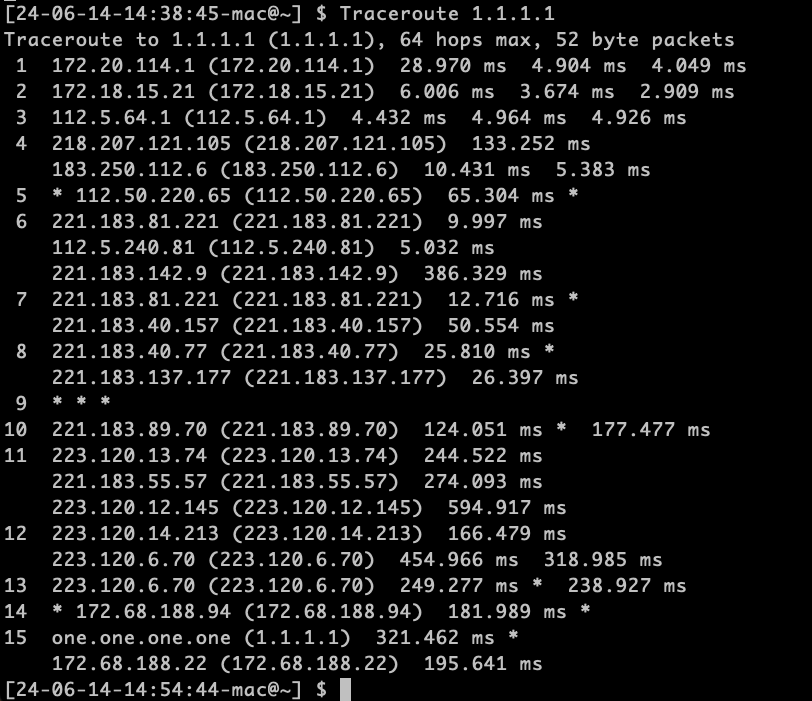 [24-06-14-14:38:45-mac@~] $ Traceroute 1.1.1.1
Traceroute to 1.1.1.1 (1.1.1.1), 64 hops max, 52 byte packets
 1  172.20.114.1 (172.20.114.1)  28.970 ms  4.904 ms  4.049 ms
 2  172.18.15.21 (172.18.15.21)  6.006 ms  3.674 ms  2.909 ms
 3  112.5.64.1 (112.5.64.1)  4.432 ms  4.964 ms  4.926 ms
 4  218.207.121.105 (218.207.121.105)  133.252 ms
    183.250.112.6 (183.250.112.6)  10.431 ms  5.383 ms
 5  * 112.50.220.65 (112.50.220.65)  65.304 ms *
 6  221.183.81.221 (221.183.81.221)  9.997 ms
    112.5.240.81 (112.5.240.81)  5.032 ms
    221.183.142.9 (221.183.142.9)  386.329 ms
 7  221.183.81.221 (221.183.81.221)  12.716 ms *
    221.183.40.157 (221.183.40.157)  50.554 ms
 8  221.183.40.77 (221.183.40.77)  25.810 ms *
    221.183.137.177 (221.183.137.177)  26.397 ms
 9  * * *
10  221.183.89.70 (221.183.89.70)  124.051 ms *  177.477 ms
11  223.120.13.74 (223.120.13.74)  244.522 ms
    221.183.55.57 (221.183.55.57)  274.093 ms
    223.120.12.145 (223.120.12.145)  594.917 ms
12  223.120.14.213 (223.120.14.213)  166.479 ms
    223.120.6.70 (223.120.6.70)  454.966 ms  318.985 ms
13  223.120.6.70 (223.120.6.70)  249.277 ms *  238.927 ms
14  * 172.68.188.94 (172.68.188.94)  181.989 ms *
15  one.one.one.one (1.1.1.1)  321.462 ms *
    172.68.188.22 (172.68.188.22)  195.641 ms
[24-06-14-14:54:44-mac@~] $